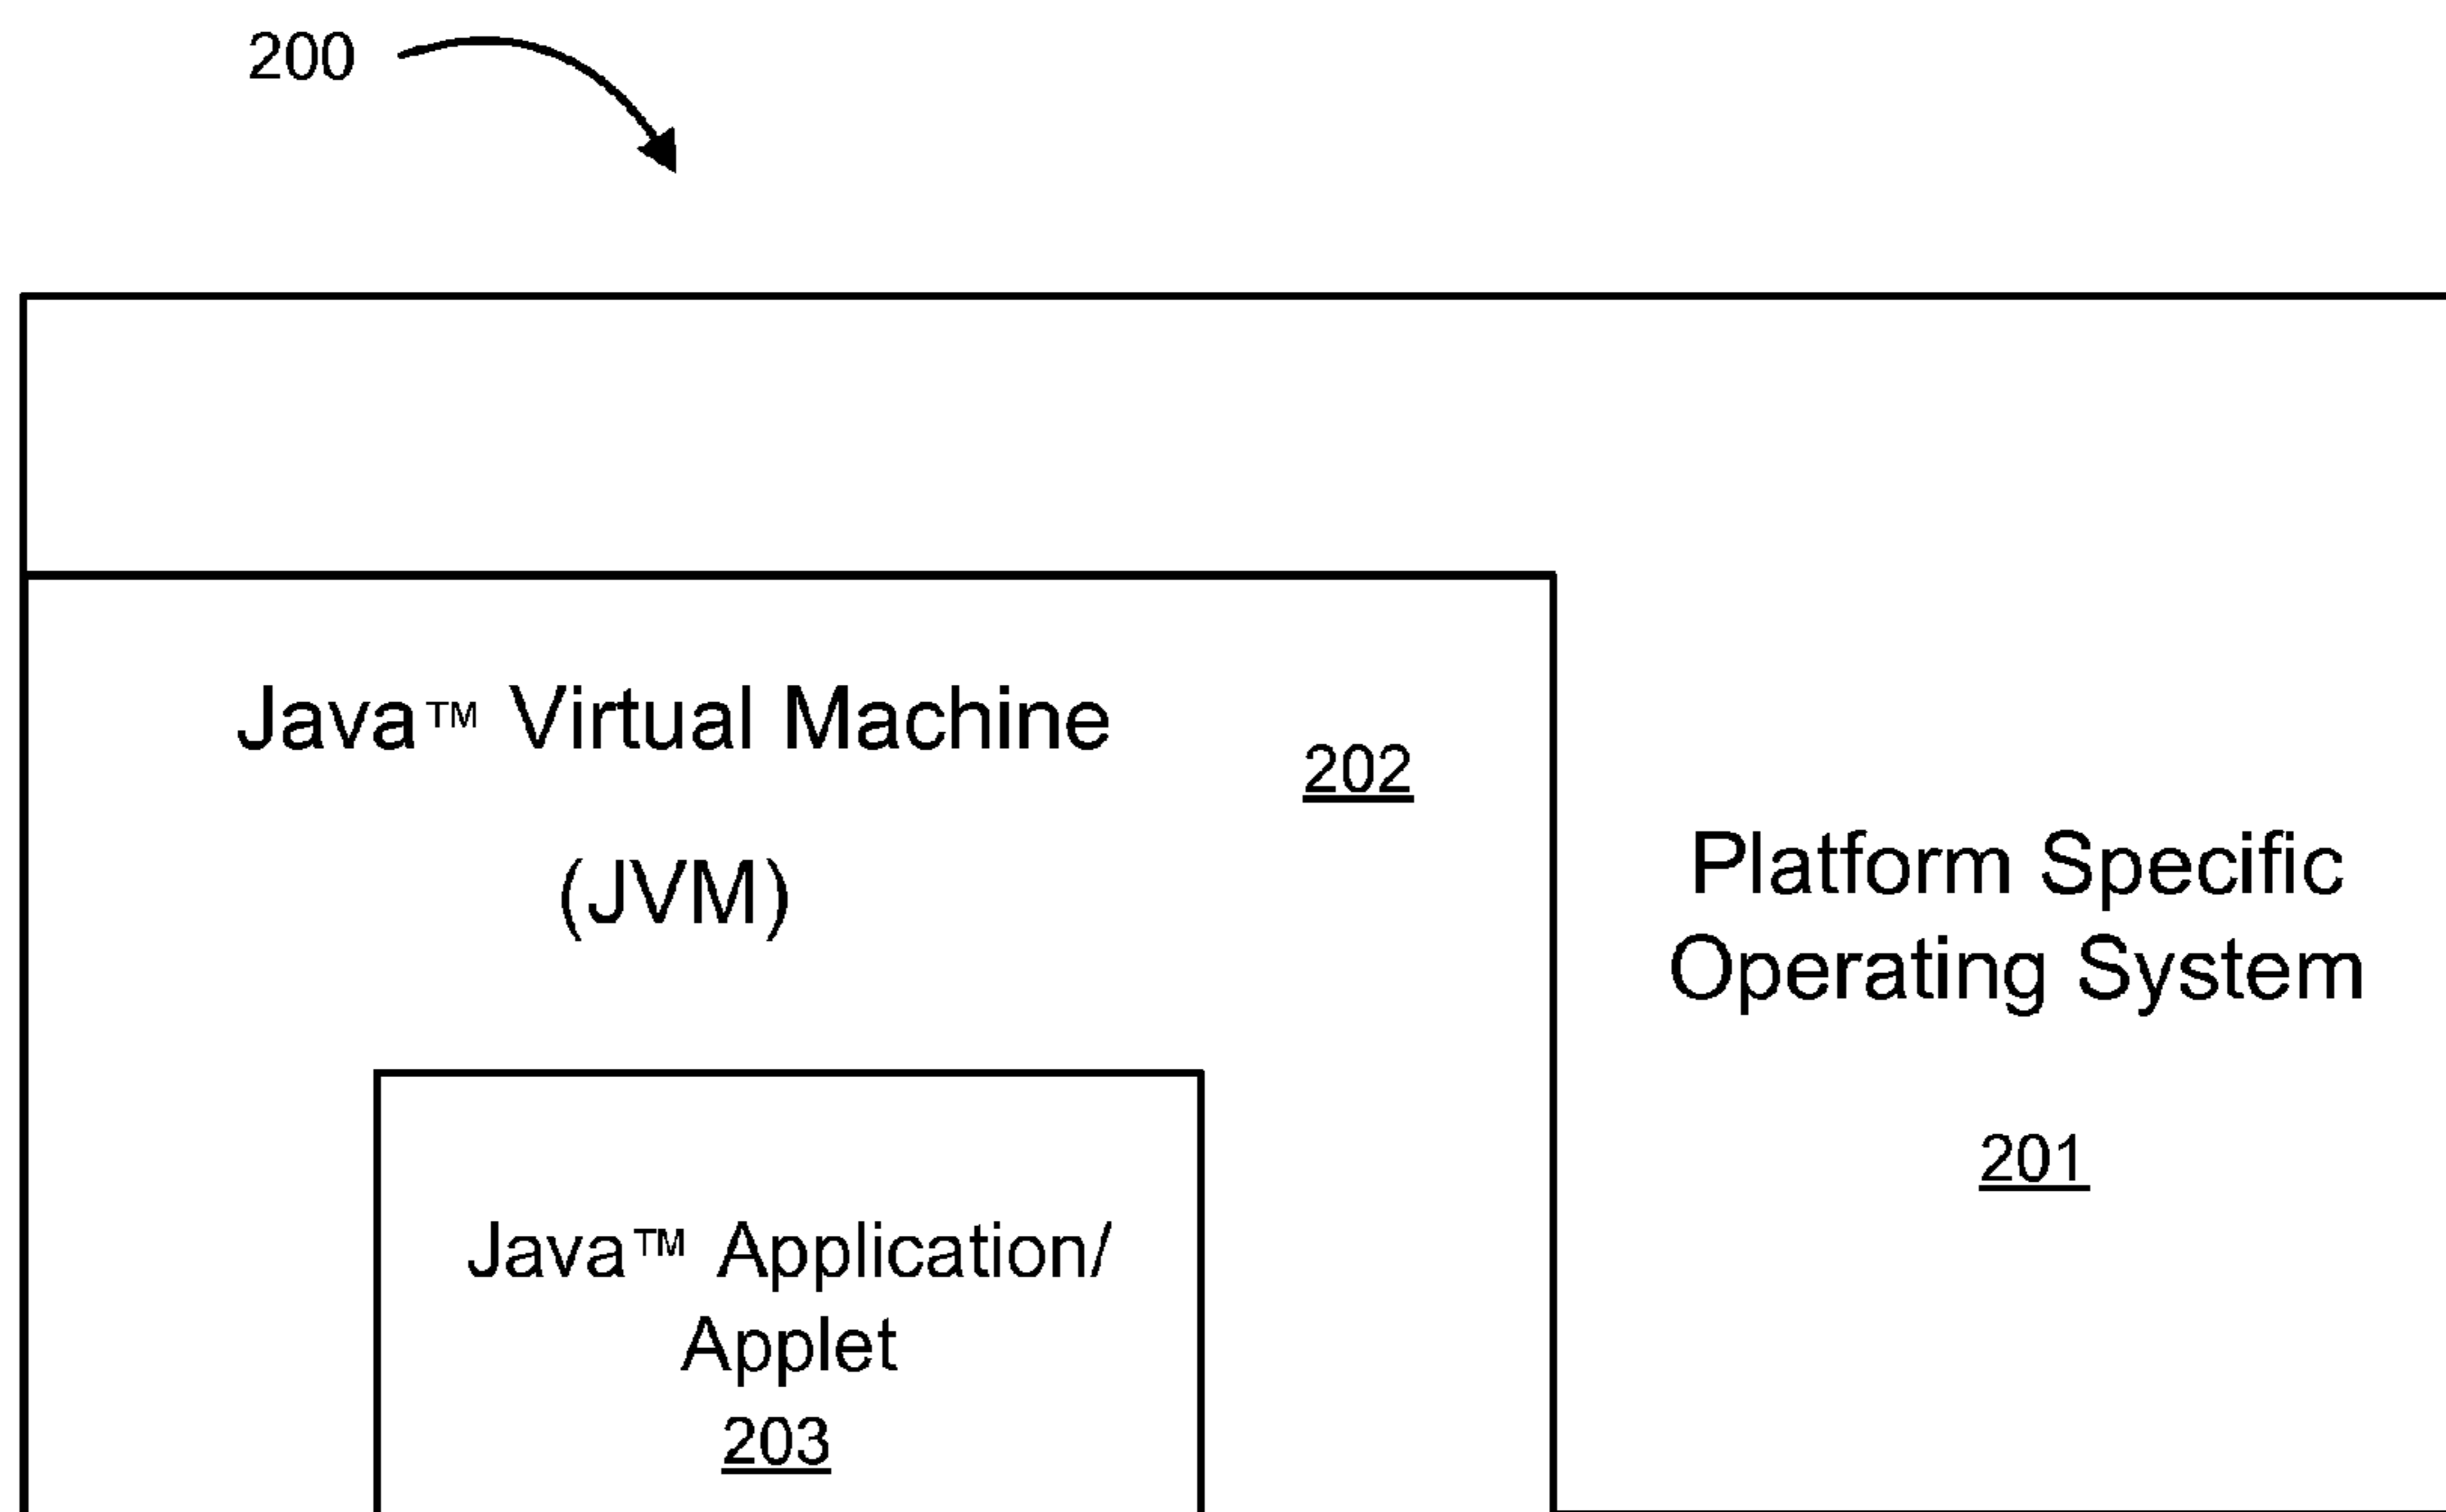 200
Java™ Virtual Machine
202
(JVM)
Platform Specific
Operating System
201
Java™ Application/
Applet
203